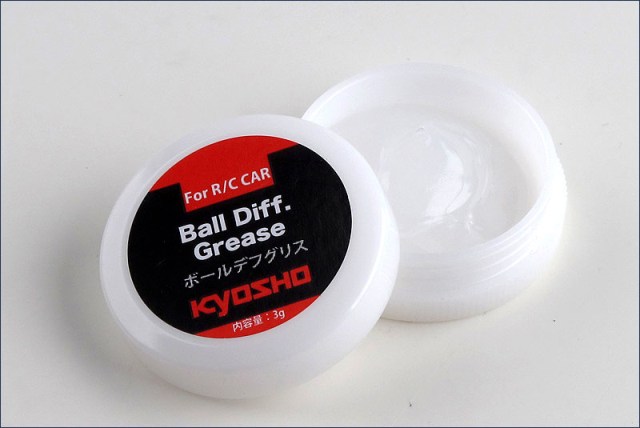 For R/C CAR
Ball Diff.
Grease
ボールデフグリス
KYOSHO
内容量：3g